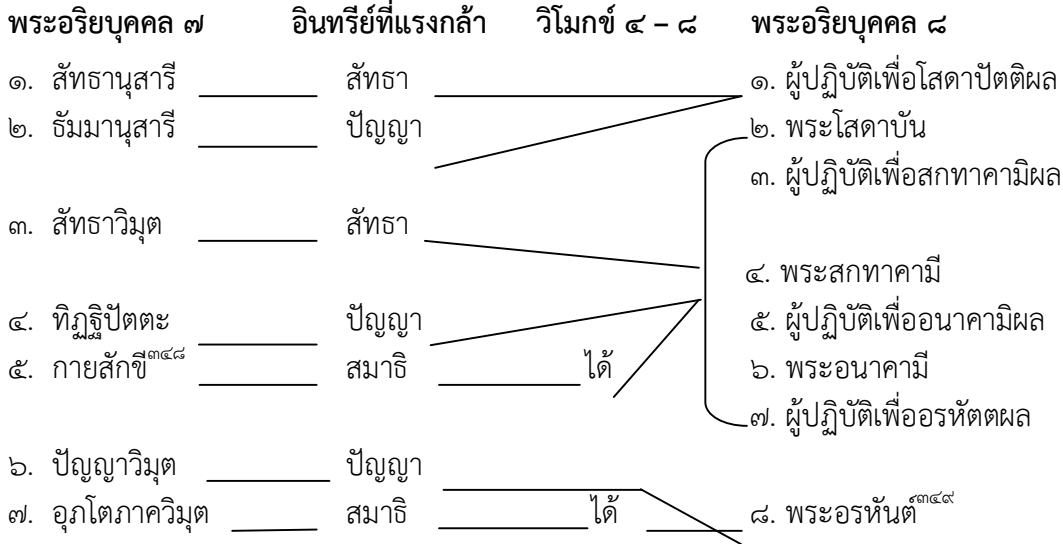 พระอริยบุคคล ๗ อินทรีย์ที่แรงกล้า วิโมกข์ ๔ – ๘ พระอริยบุคคล ๘
๑. สัทธานุสารี สัทธา ๑. ผู้ปฏิบัติเพื่อโสดาปัตติผล
๒. ธัมมานุสารี ปัญญา ๒. พระโสดาบัน
๓. ผู้ปฏิบัติเพื่อสกทาคามิผล
๓. สัทธาวิมุต สัทธา
๔. พระสกทาคามี
๔. ทิฏฐิปัตตะ ปัญญา ๕. ผู้ปฏิบัติเพื่ออนาคามิผล
๕. กายสักขี๓๔๘ สมาธิ ได้ ๖. พระอนาคามี
๗. ผู้ปฏิบัติเพื่ออรหัตตผล
๖. ปัญญาวิมุต ปัญญา
๗. อุภโตภาควิมุต สมาธิ ได้ ๘. พระอรหันต์๓๔๙